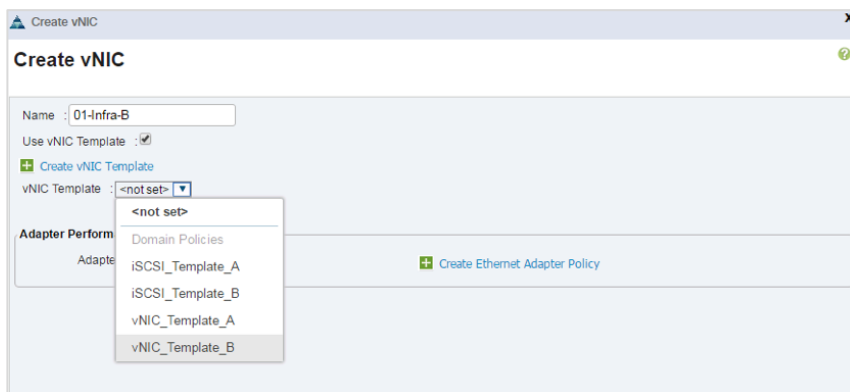 Create vNIC
X
Create vNIC
?
Name : 01-Infra-B
Use vNIC Template :
Create vNIC Template
vNIC Template : <not set>
<not set>
Domain Policies
Adapter Perform
Adapte
iSCSI_Template_A
Create Ethernet Adapter Policy
iSCSI_Template_B
vNIC_Template_A
vNIC_Template_B